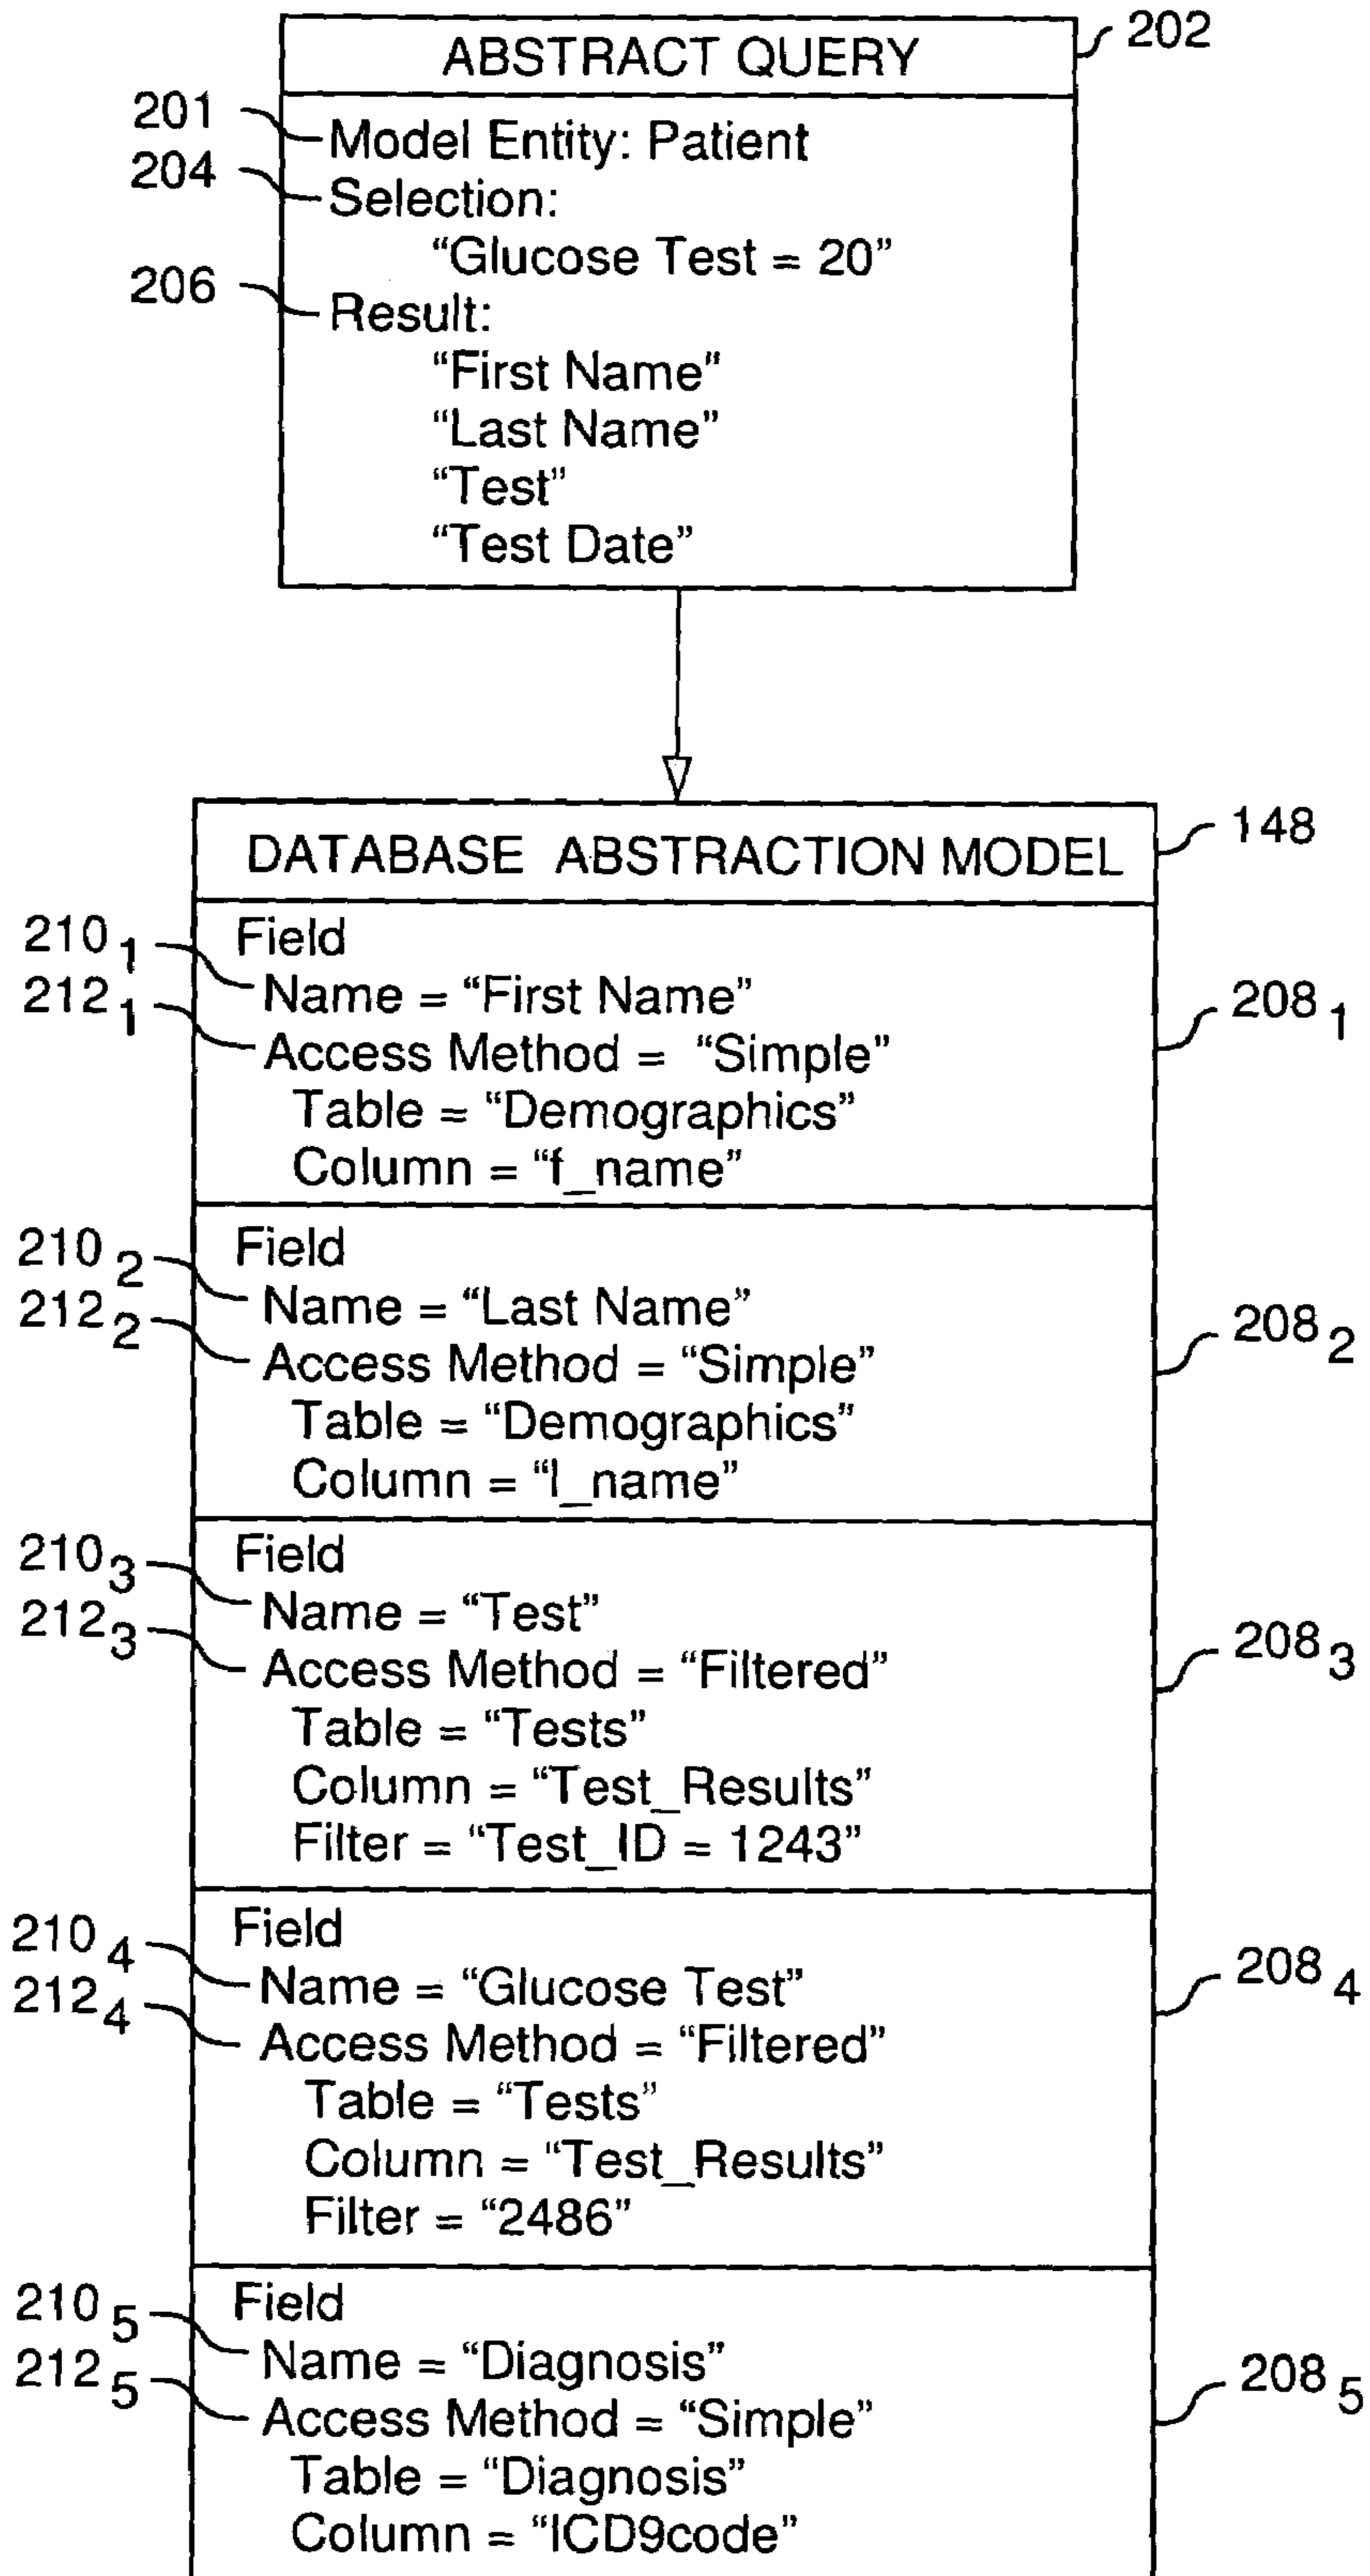 ABSTRACT QUERY
202
201
Model Entity: Patient
204
Selection:
“Glucose Test = 20”
206
Result:
“First Name”
“Last Name”
“Test”
“Test Date”
DATABASE ABSTRACTION MODEL
148
Field
210 1
Name = “First Name”
212 1
Access Method = “Simple”
208 1
Table = “Demographics”
Column = “f_name”
Field
210 2
Name = “Last Name”
212 2
Access Method = “Simple”
208 2
Table = “Demographics”
Column = “l_name”
Field
210 3
Name = “Test”
212 3
Access Method = “Filtered”
208 3
Table = “Tests”
Column = “Test_Results”
Filter = “Test_ID = 1243”
Field
210 4
Name = “Glucose Test”
212 4
Access Method = “Filtered”
208 4
Table = “Tests”
Column = “Test_Results”
Filter = “2486”
Field
210 5
Name = “Diagnosis”
212 5
Access Method = “Simple”
208 5
Table = “Diagnosis”
Column = “ICD9code”